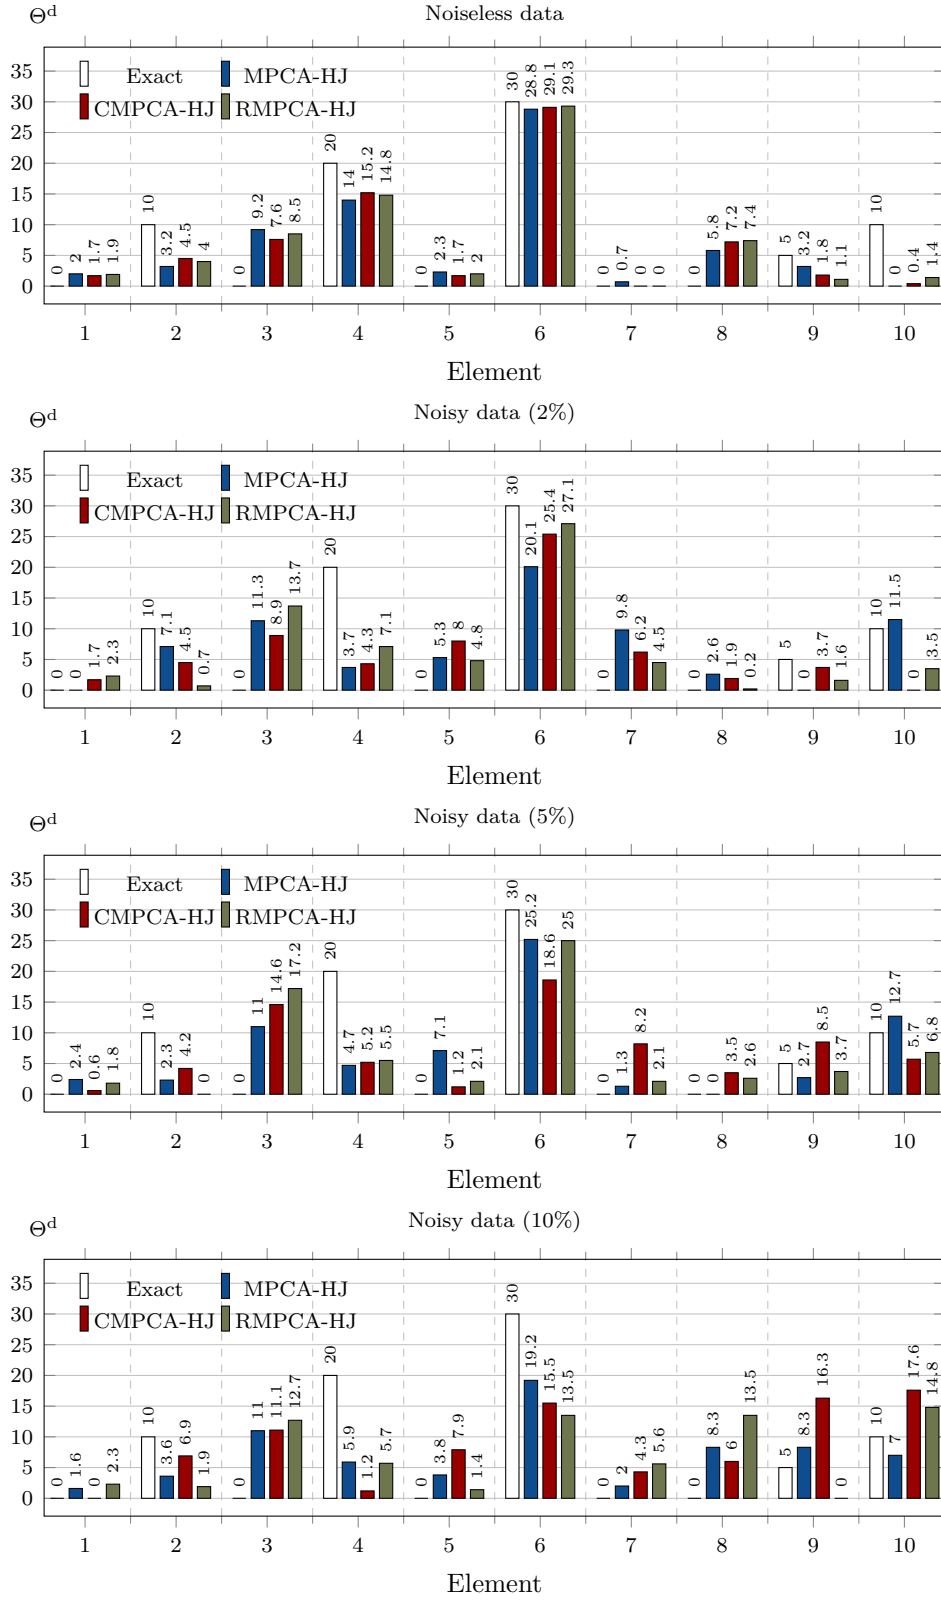 Noiseless data
Θᵈ
Exact MPCA-HJ
CMPCA-HJ RMPCA-HJ
35
30
25
20
15
10
5
0
0 2 1.7 1.9
10 3.2 4.5 4
0 9.2 7.6 8.5
20 14 15.2 14.8
0 2.3 1.7 2
30 28.8 29.1 29.3
0 0.7 0 0
0 5.8 7.2 7.4
5 3.2 1.8 1.1
10 0 0.4 1.4
1 2 3 4 5 6 7 8 9 10
Element
Noisy data (2%)
Θᵈ
Exact MPCA-HJ
CMPCA-HJ RMPCA-HJ
35
30
25
20
15
10
5
0
0 0 1.7 2.3
10 7.1 4.5 0.7
0 11.3 8.9 13.7
20 3.7 4.3 7.1
0 5.3 8 4.8
30 20.1 25.4 27.1
0 9.8 6.2 4.5
0 2.6 1.9 0.2
5 0 3.7 1.6
10 11.5 0 3.5
1 2 3 4 5 6 7 8 9 10
Element
Noisy data (5%)
Θᵈ
Exact MPCA-HJ
CMPCA-HJ RMPCA-HJ
35
30
25
20
15
10
5
0
0 2.4 0.6 1.8
10 2.3 4.2 0
0 11 14.6 17.2
20 4.7 5.2 5.5
0 7.1 1.2 2.1
30 25.2 18.6 25
0 1.3 8.2 2.1
0 0 3.5 2.6
5 2.7 8.5 3.7
10 12.7 5.7 6.8
1 2 3 4 5 6 7 8 9 10
Element
Noisy data (10%)
Θᵈ
Exact MPCA-HJ
CMPCA-HJ RMPCA-HJ
35
30
25
20
15
10
5
0
0 1.6 0 2.3
10 3.6 6.9 1.9
0 11 11.1 12.7
20 5.9 1.2 5.7
0 3.8 7.9 1.4
30 19.2 15.5 13.5
0 2 4.3 5.6
0 8.3 6 13.5
5 8.3 16.3 0
10 7 17.6 14.8
1 2 3 4 5 6 7 8 9 10
Element